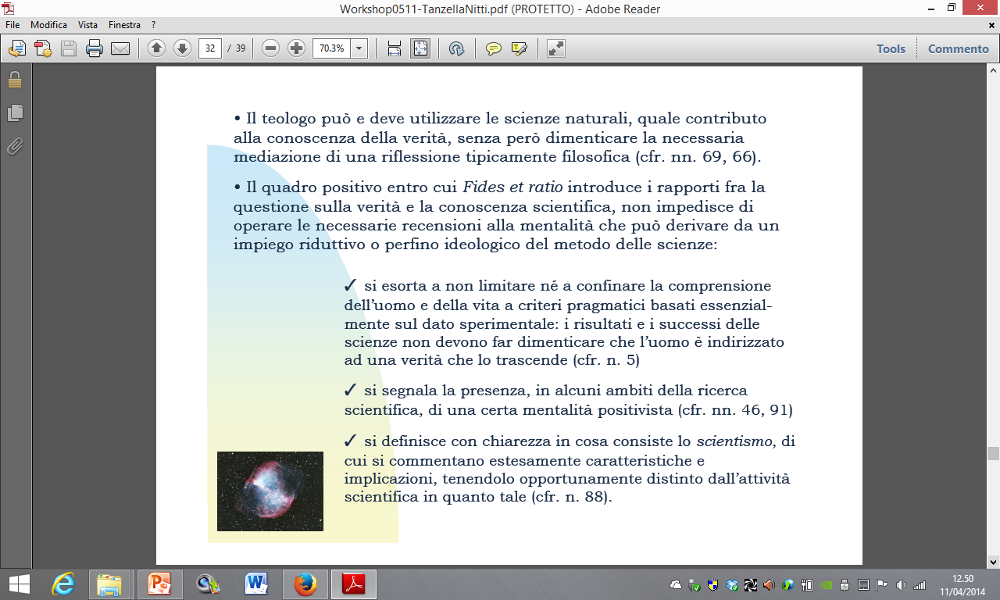 Workshop0511-TanzellaNitti.pdf (PROTETTO) - Adobe Reader
File Modifica Vista Finestra ?
32 / 39 70.3% Tools Commento
• Il teologo può e deve utilizzare le scienze naturali, quale contributo
alla conoscenza della verità, senza però dimenticare la necessaria
mediazione di una riflessione tipicamente filosofica (cfr. nn. 69, 66).
• Il quadro positivo entro cui Fides et ratio introduce i rapporti fra la
questione sulla verità e la conoscenza scientifica, non impedisce di
operare le necessarie recensioni alla mentalità che può derivare da un
impiego riduttivo o perfino ideologico del metodo delle scienze:
✓ si esorta a non limitare né a confinare la comprensione
dell'uomo e della vita a criteri pragmatici basati essenzial-
mente sul dato sperimentale: i risultati e i successi delle
scienze non devono far dimenticare che l'uomo è indirizzato
ad una verità che lo trascende (cfr. n. 5)
✓ si segnala la presenza, in alcuni ambiti della ricerca
scientifica, di una certa mentalità positivista (cfr. nn. 46, 91)
✓ si definisce con chiarezza in cosa consiste lo scientismo, di
cui si commentano estesamente caratteristiche e
implicazioni, tenendolo opportunamente distinto dall'attività
scientifica in quanto tale (cfr. n. 88).
12.50
11/04/2014